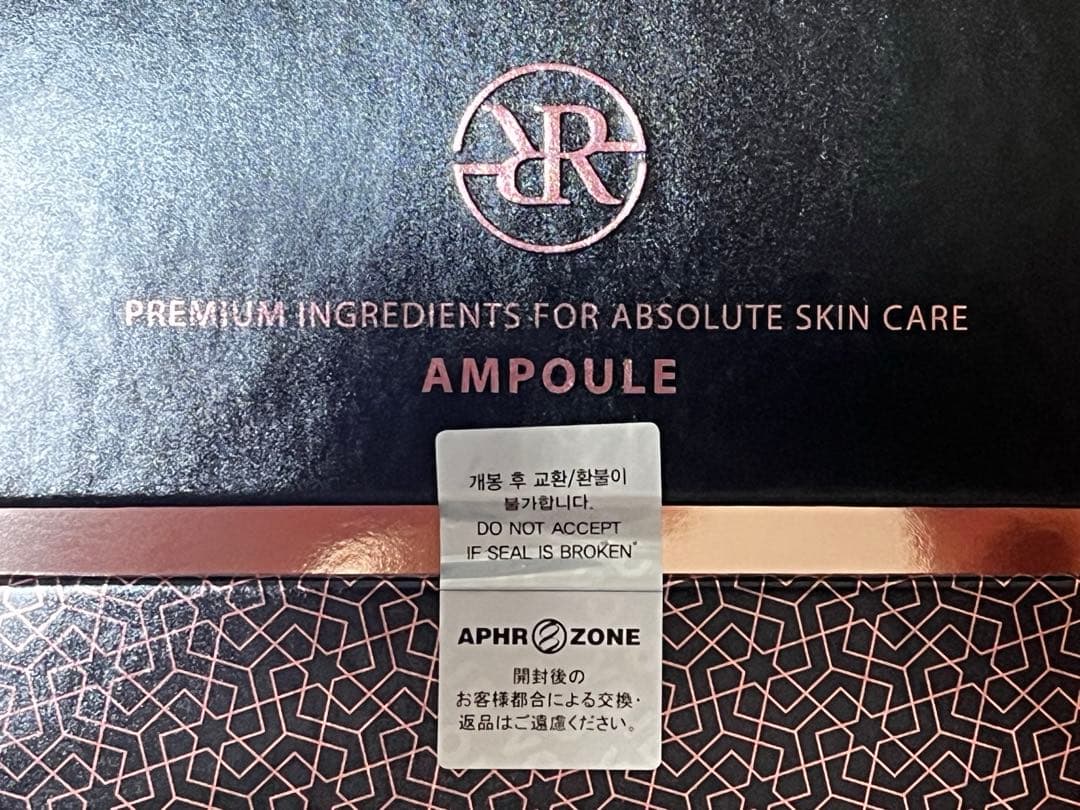 RR
PREMIUM INGREDIENTS FOR ABSOLUTE SKIN CARE
AMPOULE
개봉 후 교환/환불이
불가합니다.
DO NOT ACCEPT
IF SEAL IS BROKEN"
APHROZONE
開封後の
お客様都合による交換・
返品はご遠慮ください。